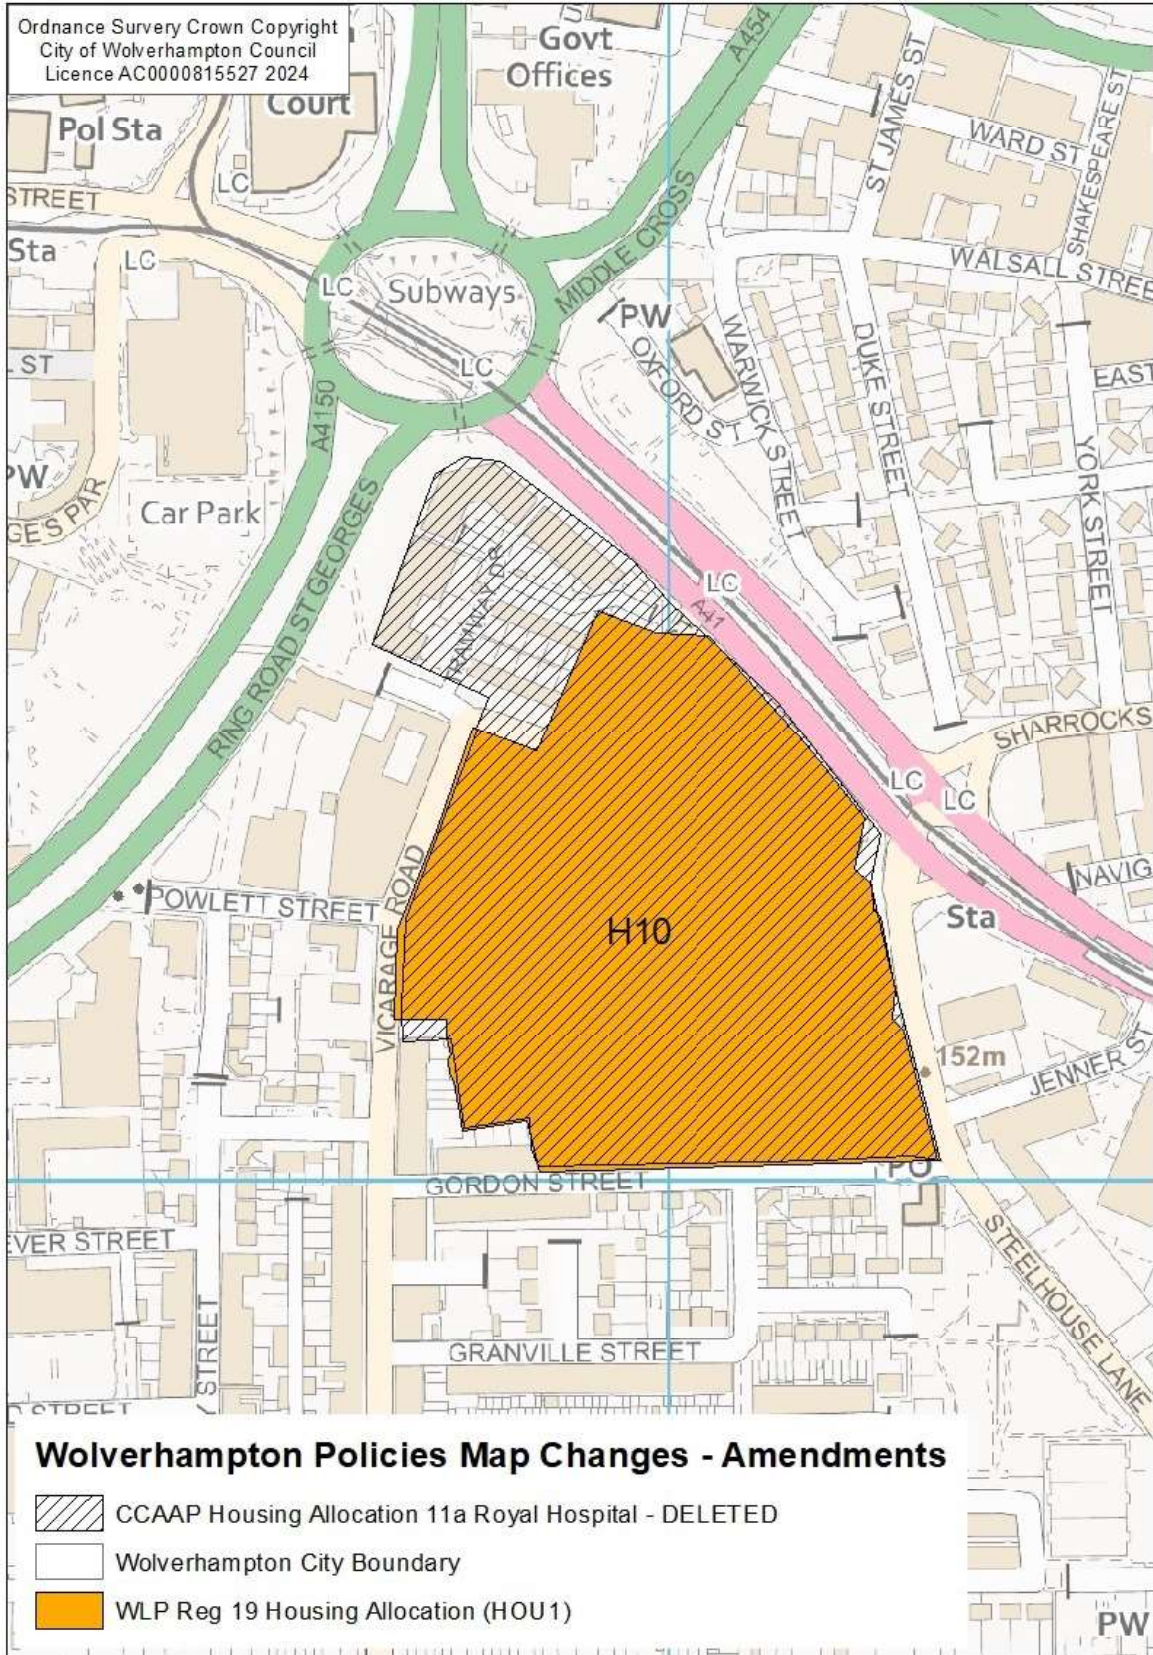 Ordnance Survery Crown Copyright
City of Wolverhampton Council
Licence AC0000815527 2024
Govt
Offices
A454
Court
Pol Sta
ST JAMES ST
WARD ST
SHAKESPEARE ST
LC
STREET
Sta
LC
LC
Subways
MIDDLE CROSS
WALSALL STREE
PW
LC
ST
OXFORD ST
WARWICK STREET
DUKE STREET
EAST
A4150
YORK STREET
PW
GE'S PAR
Car Park
RING ROAD ST GEORGES
TRAMWAY DR
LC
A41
SHARROCKS
LC
LC
POWLETT STREET
VICARAGE ROAD
NAVIG
Sta
H10
152m
JENNER ST
PO
GORDON STREET
EVER STREET
STEELHOUSE LANE
GRANVILLE STREET
Y STREET
STREET
Wolverhampton Policies Map Changes - Amendments
CCAAP Housing Allocation 11a Royal Hospital - DELETED
Wolverhampton City Boundary
WLP Reg 19 Housing Allocation (HOU1)
PW